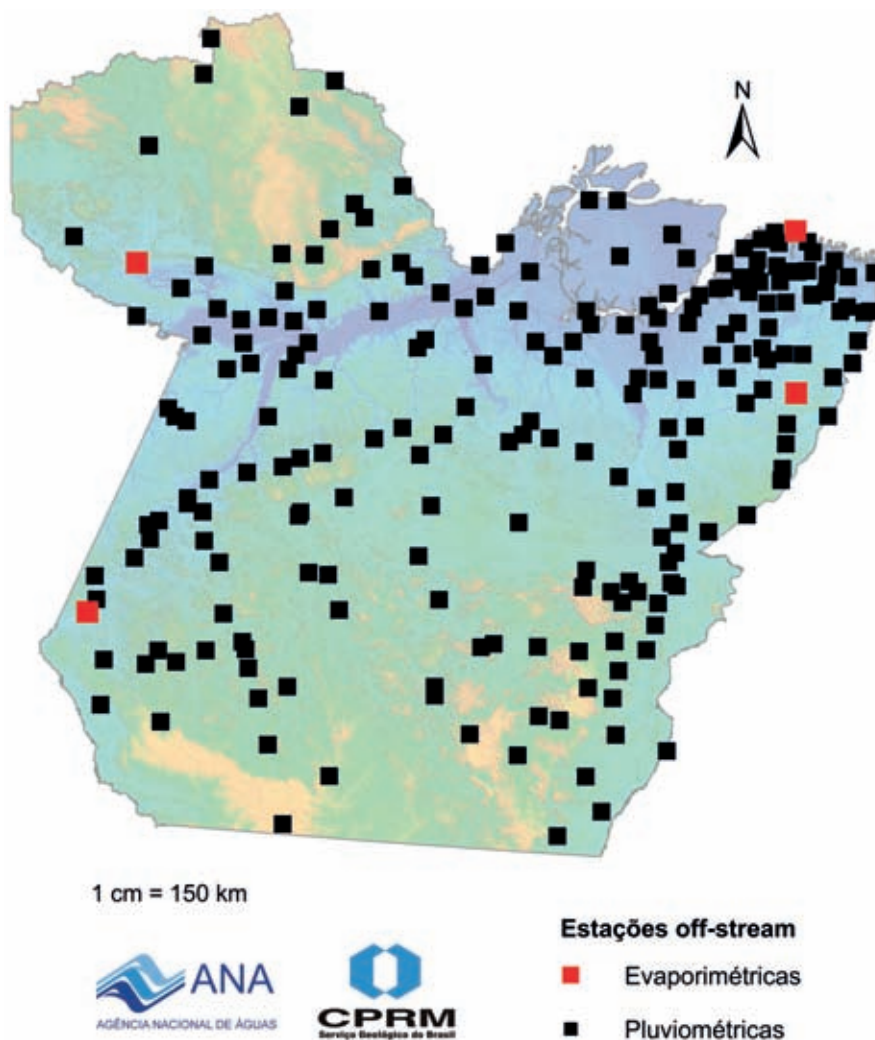 N
1 cm = 150 km
Estações off-stream
Evaporimétricas
Pluviométricas
ANA
AGÊNCIA NACIONAL DE ÁGUAS
CPRM
Serviço Geológico do Brasil